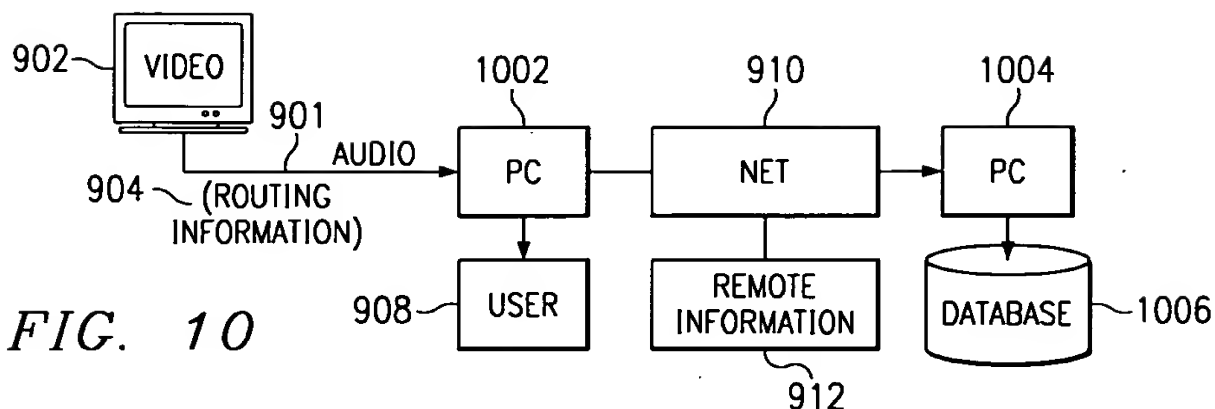 902
VIDEO
901
AUDIO
904
(ROUTING
INFORMATION)
1002
PC
908
USER
910
NET
REMOTE
INFORMATION
912
1004
PC
DATABASE
1006
FIG. 10